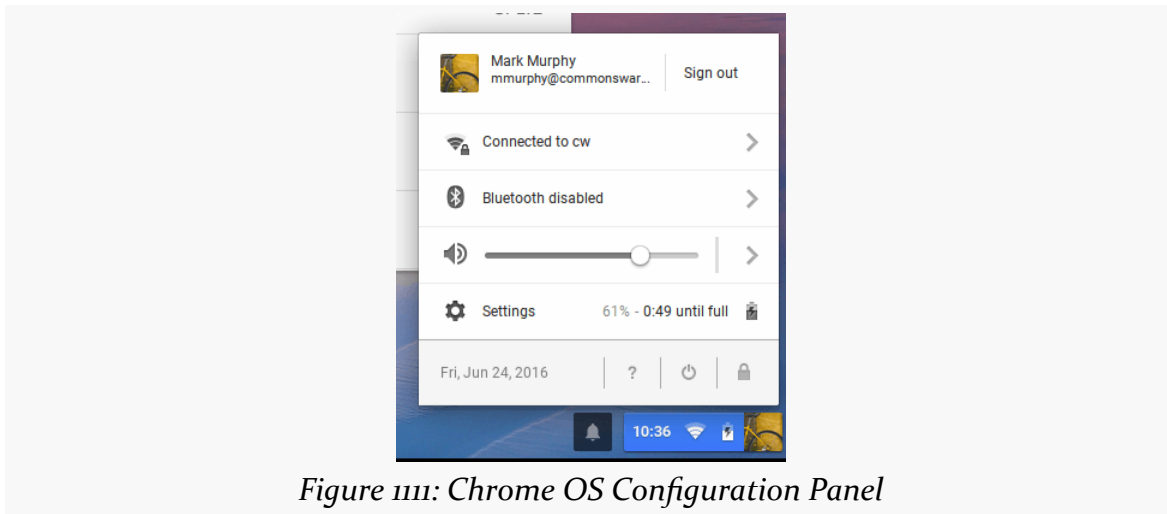 Mark Murphy
mmurphy@commonswar...
Sign out
Connected to cw
Bluetooth disabled
Settings 61% - 0:49 until full
Fri, Jun 24, 2016 ?
10:36
Figure 1111: Chrome OS Configuration Panel